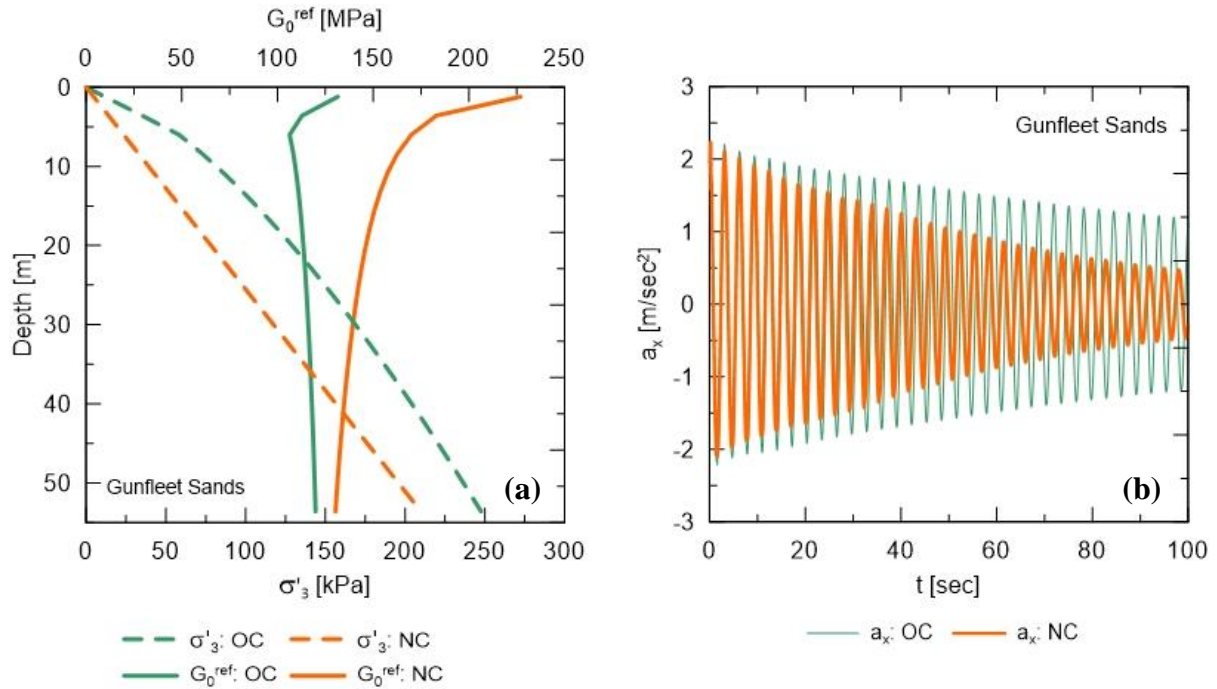 G₀ʳᵉᶠ [MPa]
0 50 100 150 200 250
0
10
20
30
40
50
Depth [m]
Gunfleet Sands
(a)
0 50 100 150 200 250 300
σ'₃ [kPa]
σ'₃: OC σ'₃: NC
G₀ʳᵉᶠ: OC G₀ʳᵉᶠ: NC
3
2
1
0
-1
-2
-3
aₓ [m/sec²]
Gunfleet Sands
(b)
0 20 40 60 80 100
t [sec]
aₓ: OC aₓ: NC